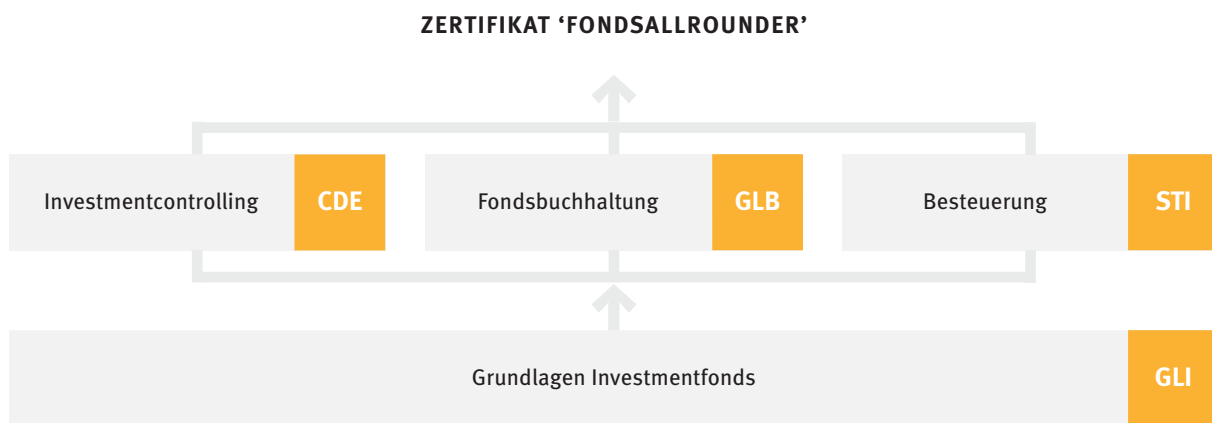 ZERTIFIKAT ‘FONDSALLROUNDER’
Investmentcontrolling CDE Fondsbuchhaltung GLB Besteuerung STI
Grundlagen Investmentfonds GLI